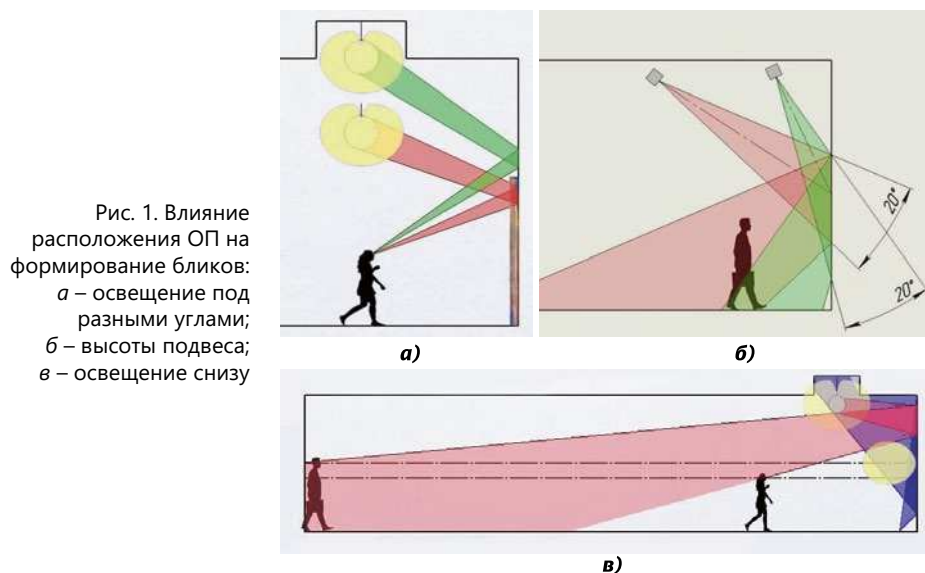 Рис. 1. Влияние
расположения ОП на
формирование бликов:
а – освещение под
разными углами;
б – высоты подвеса;
в – освещение снизу
а)
20°
20°
б)
в)